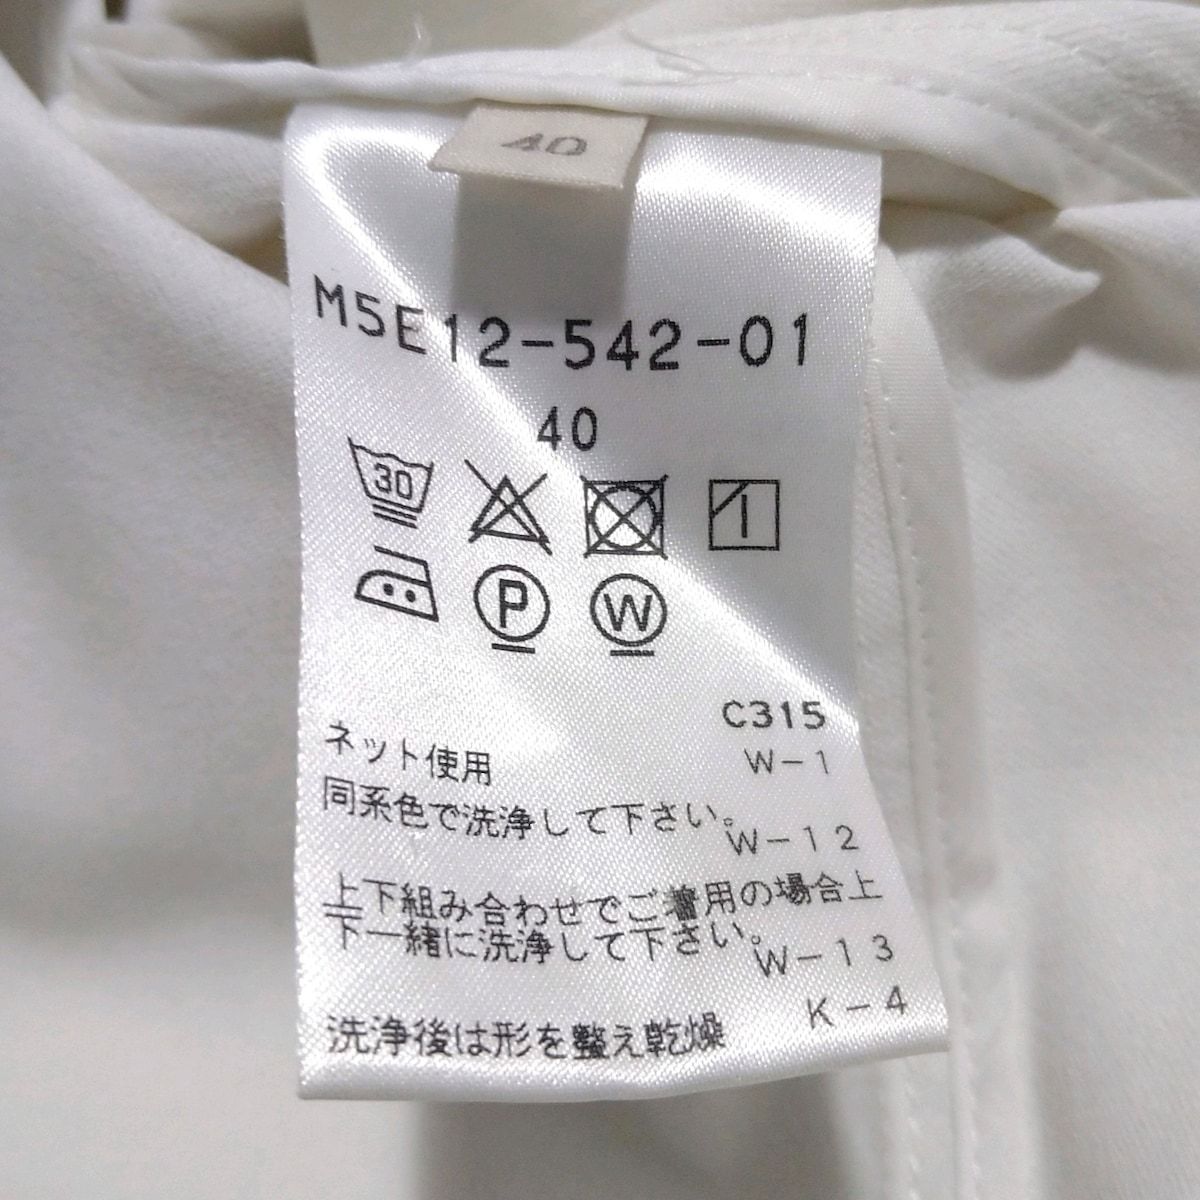 40
M5E12-542-01
40
30
P W
C315
ネット使用 W-1
同系色で洗浄して下さい。 W-12
上下組み合わせでご着用の場合上
下一緒に洗浄して下さい。 W-13
K-4
洗浄後は形を整え乾燥